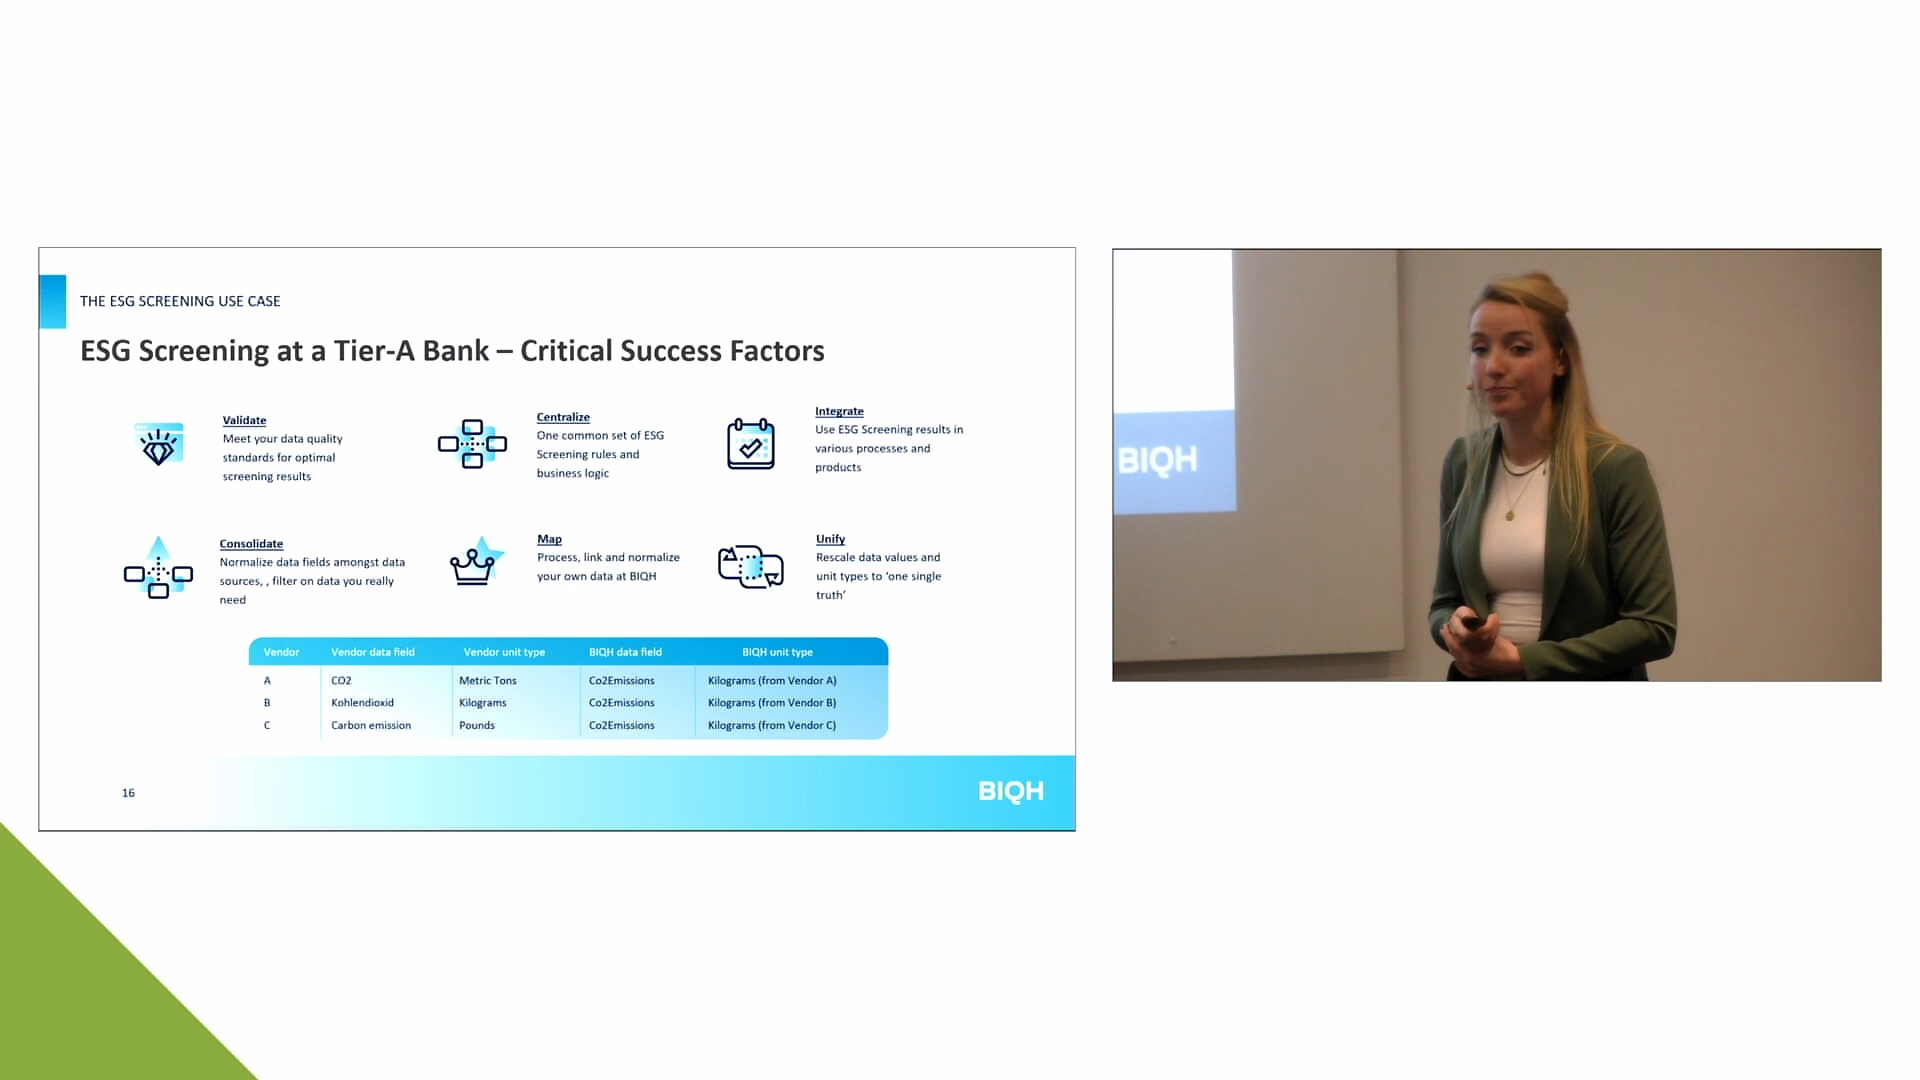 THE ESG SCREENING USE CASE
ESG Screening at a Tier-A Bank – Critical Success Factors
Validate
Meet your data quality
standards for optimal
screening results
Centralize
One common set of ESG
Screening rules and
business logic
Integrate
Use ESG Screening results in
various processes and
products
Consolidate
Normalize data fields amongst data
sources, , filter on data you really
need
Map
Process, link and normalize
your own data at BIQH
Unify
Rescale data values and
unit types to ‘one single
truth’
Vendor Vendor data field Vendor unit type BIQH data field BIQH unit type
A CO2 Metric Tons Co2Emissions Kilograms (from Vendor A)
B Kohlendioxid Kilograms Co2Emissions Kilograms (from Vendor B)
C Carbon emission Pounds Co2Emissions Kilograms (from Vendor C)
16
BIQH
BIQH